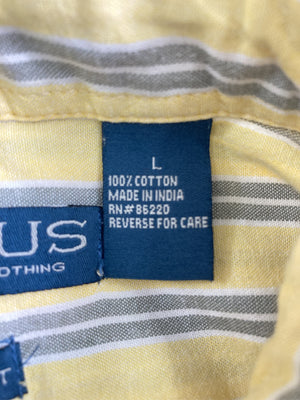 L
100% COTTON
MADE IN INDIA
RN#86220
REVERSE FOR CARE
US
OTHING
T